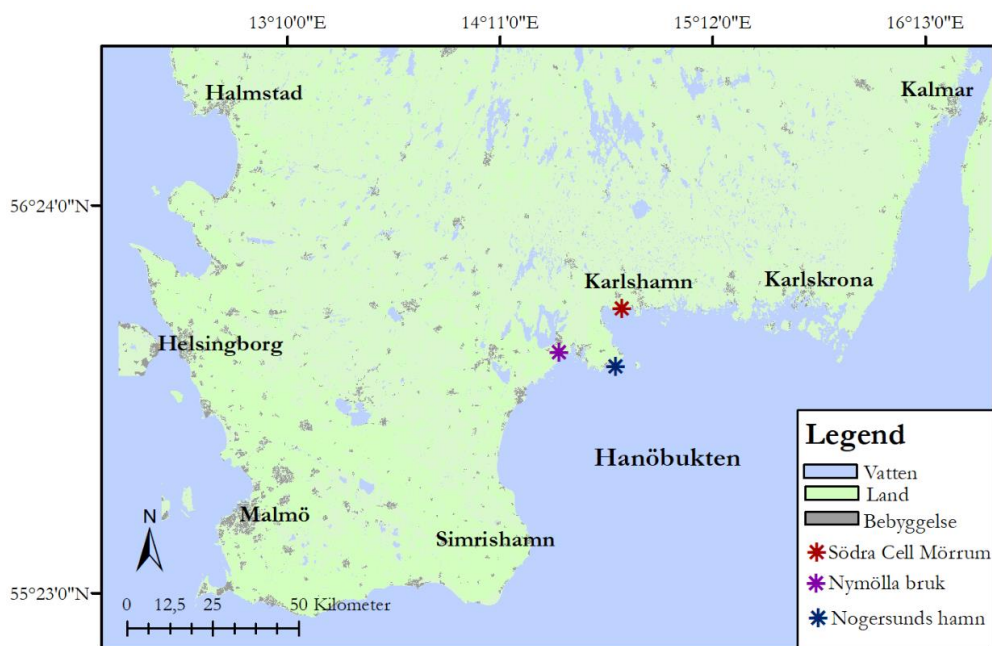 13°10'0"E 14°11'0"E 15°12'0"E 16°13'0"E
Halmstad
Kalmar
56°24'0"N
Karlshamn
Karlskrona
Helsingborg
Hanöbukten
Malmö
Simrishamn
N
55°23'0"N
0 12,5 25 50 Kilometer
Legend
Vatten
Land
Bebyggelse
Södra Cell Mörrum
Nymölla bruk
Nogersunds hamn